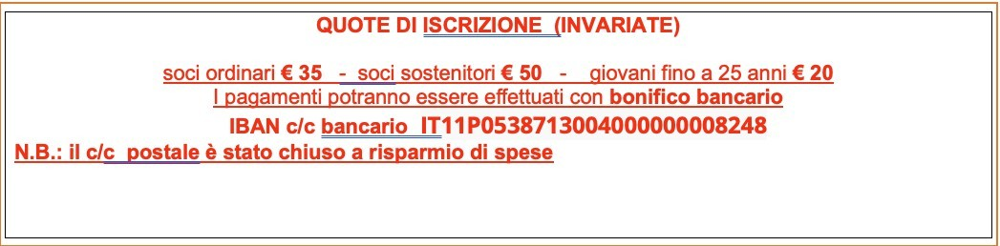 QUOTE DI ISCRIZIONE (INVARIATE)
soci ordinari € 35 - soci sostenitori € 50 - giovani fino a 25 anni € 20
I pagamenti potranno essere effettuati con bonifico bancario
IBAN c/c bancario IT11P0538713004000000008248
N.B.: il c/c postale è stato chiuso a risparmio di spese